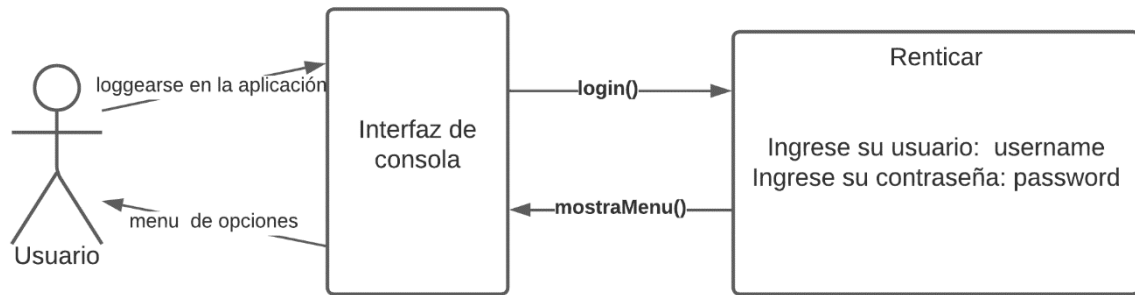 loggearse en la aplicación
menu de opciones
Usuario
Interfaz de
consola
login()
mostraMenu()
Renticar
Ingrese su usuario: username
Ingrese su contraseña: password